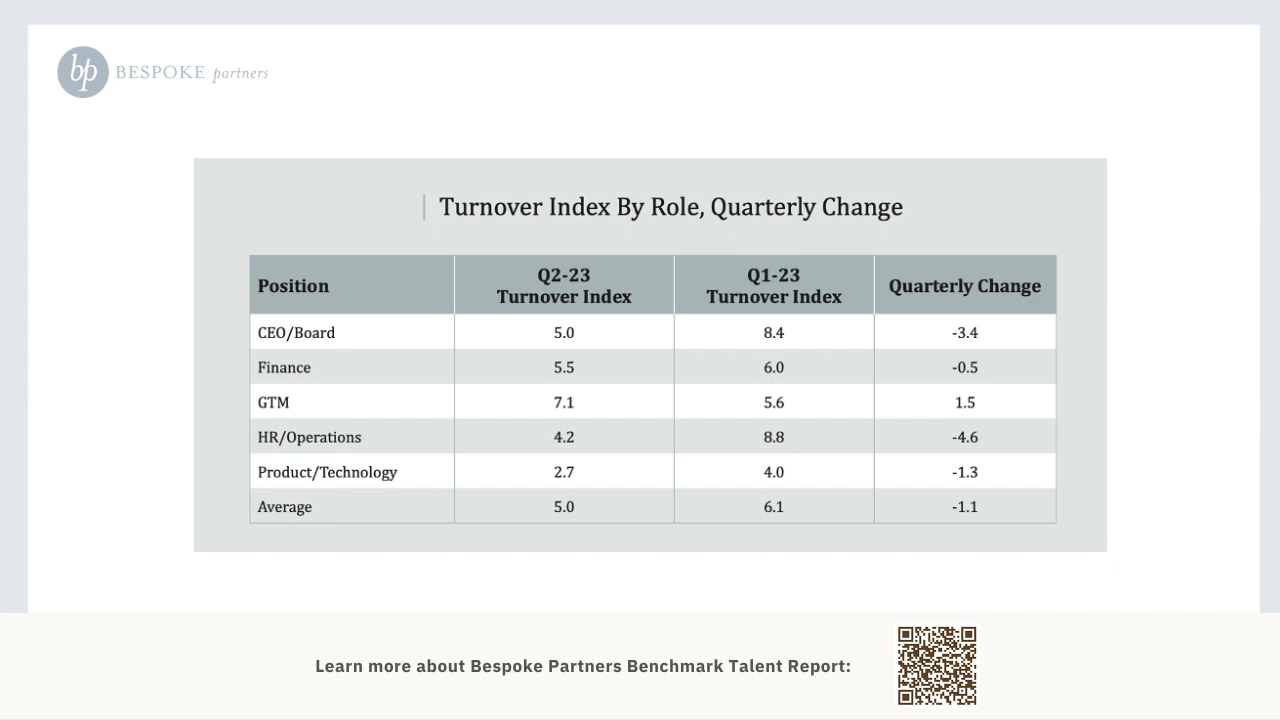 bp BESPOKE partners
Turnover Index By Role, Quarterly Change
Position Q2-23 Turnover Index Q1-23 Turnover Index Quarterly Change
CEO/Board 5.0 8.4 -3.4
Finance 5.5 6.0 -0.5
GTM 7.1 5.6 1.5
HR/Operations 4.2 8.8 -4.6
Product/Technology 2.7 4.0 -1.3
Average 5.0 6.1 -1.1
Learn more about Bespoke Partners Benchmark Talent Report: